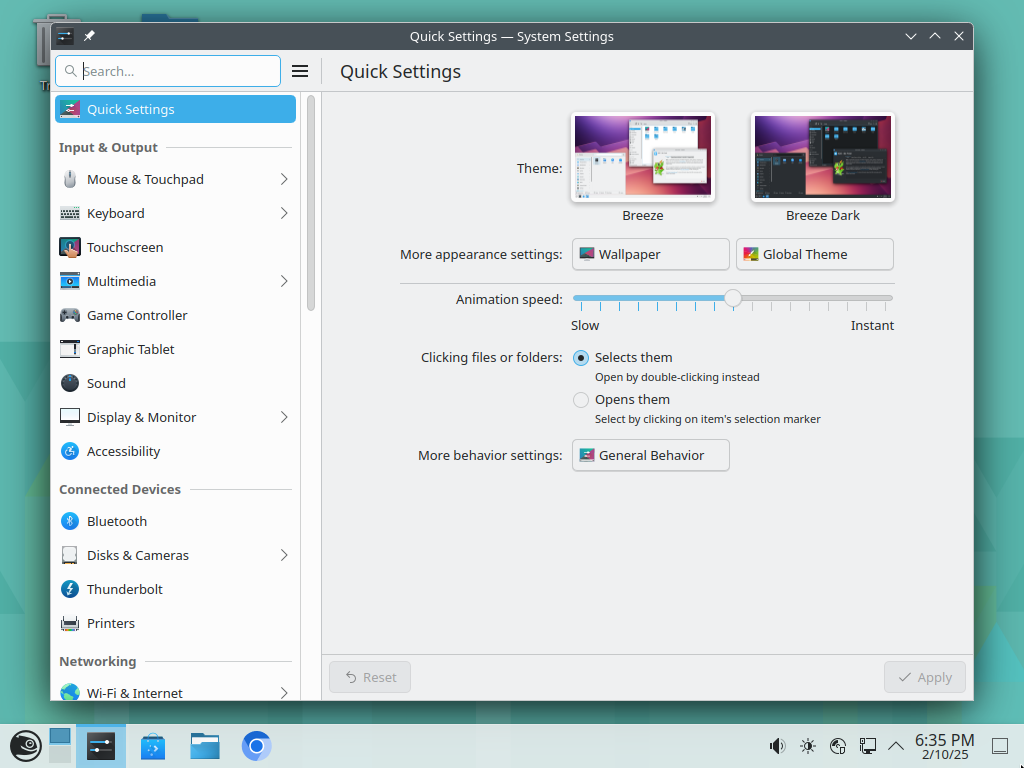 Quick Settings — System Settings
Search...
Quick Settings
Quick Settings
Input & Output
Mouse & Touchpad
Keyboard
Touchscreen
Multimedia
Game Controller
Graphic Tablet
Sound
Display & Monitor
Accessibility
Connected Devices
Bluetooth
Disks & Cameras
Thunderbolt
Printers
Networking
Wi-Fi & Internet
Theme:
Breeze
Breeze Dark
More appearance settings:
Wallpaper
Global Theme
Animation speed:
Slow
Instant
Clicking files or folders:
Selects them
Open by double-clicking instead
Opens them
Select by clicking on item's selection marker
More behavior settings:
General Behavior
Reset
Apply
6:35 PM
2/10/25